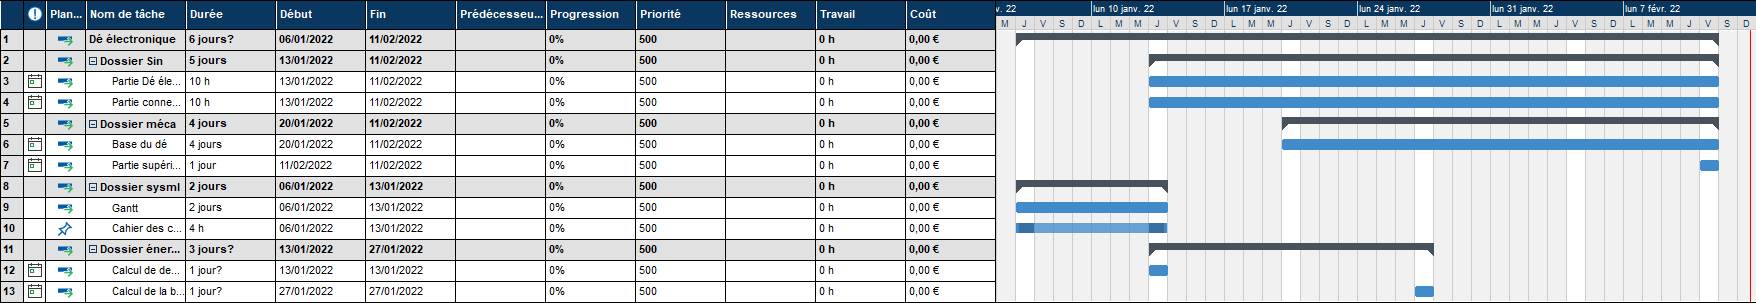 Plan... Nom de tâche Durée Début Fin Prédécesseu... Progression Priorité Ressources Travail Coût
v. 22 lun 10 janv. 22 lun 17 janv. 22 lun 24 janv. 22 lun 31 janv. 22 lun 7 févr. 22
M J V S D L M M J V S D L M M J V S D L M M J V S D L M M J V S D L M M J V S D
1 Dé électronique 6 jours? 06/01/2022 11/02/2022 0% 500 0 h 0,00 €
2 Dossier Sin 5 jours 13/01/2022 11/02/2022 0% 500 0 h 0,00 €
3 Partie Dé éle... 10 h 13/01/2022 11/02/2022 0% 500 0 h 0,00 €
4 Partie conne... 10 h 13/01/2022 11/02/2022 0% 500 0 h 0,00 €
5 Dossier méca 4 jours 20/01/2022 11/02/2022 0% 500 0 h 0,00 €
6 Base du dé 4 jours 20/01/2022 11/02/2022 0% 500 0 h 0,00 €
7 Partie supéri... 1 jour 11/02/2022 11/02/2022 0% 500 0 h 0,00 €
8 Dossier sysml 2 jours 06/01/2022 13/01/2022 0% 500 0 h 0,00 €
9 Gantt 2 jours 06/01/2022 13/01/2022 0% 500 0 h 0,00 €
10 Cahier des c... 4 h 06/01/2022 13/01/2022 0% 500 0 h 0,00 €
11 Dossier éner... 3 jours? 13/01/2022 27/01/2022 0% 500 0 h 0,00 €
12 Calcul de de... 1 jour? 13/01/2022 13/01/2022 0% 500 0 h 0,00 €
13 Calcul de la b... 1 jour? 27/01/2022 27/01/2022 0% 500 0 h 0,00 €